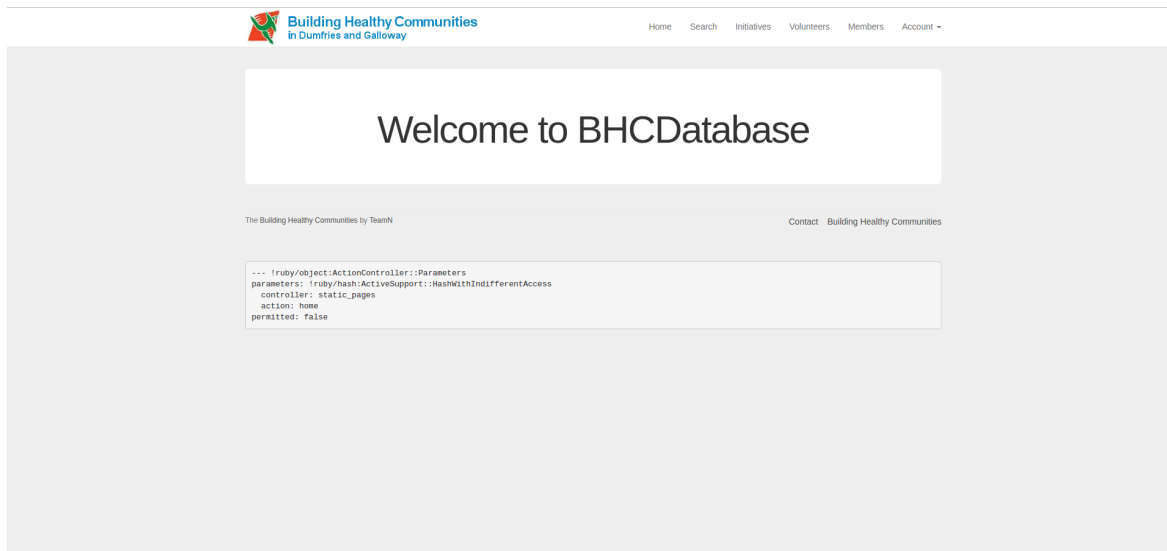 Building Healthy Communities
in Dumfries and Galloway
Home Search Initiatives Volunteers Members Account
Welcome to BHCDatabase
The Building Healthy Communities by TeamN
Contact Building Healthy Communities
--- !ruby/object:ActionController::Parameters
parameters: !ruby/hash:ActiveSupport::HashWithIndifferentAccess
  controller: static_pages
  action: home
permitted: false